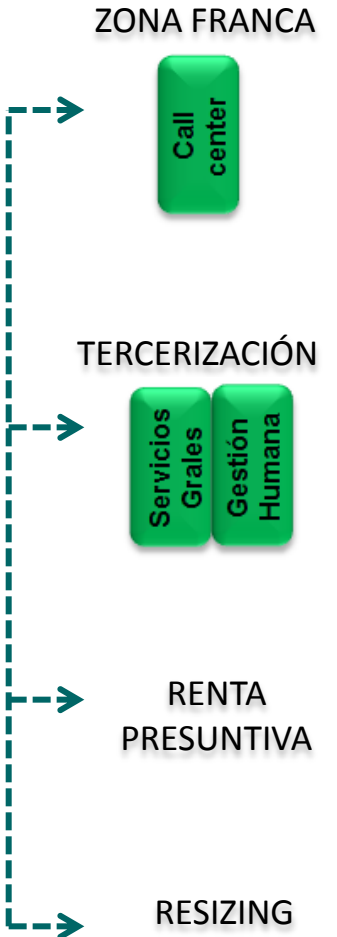 ZONA FRANCA
Call
center
TERCERIZACIÓN
Servicios
Grales
Gestión
Humana
RENTA
PRESUNTIVA
RESIZING